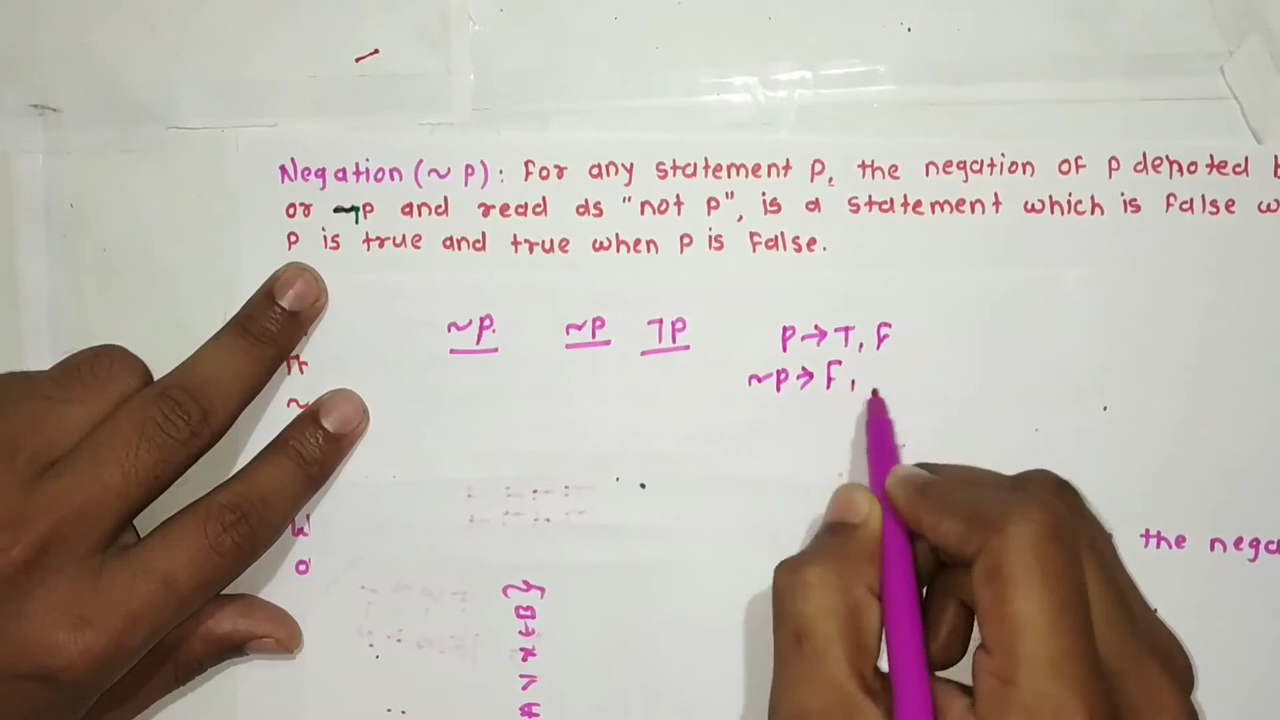 Negation (~ p) : For any statement p, the negation of p denoted
or ¬p and read as "not p", is a statement which is false
p is true and true when p is false.
~p. ~p ¬p p → T, F
~p → F,
the
A ∨ x ∈ B}